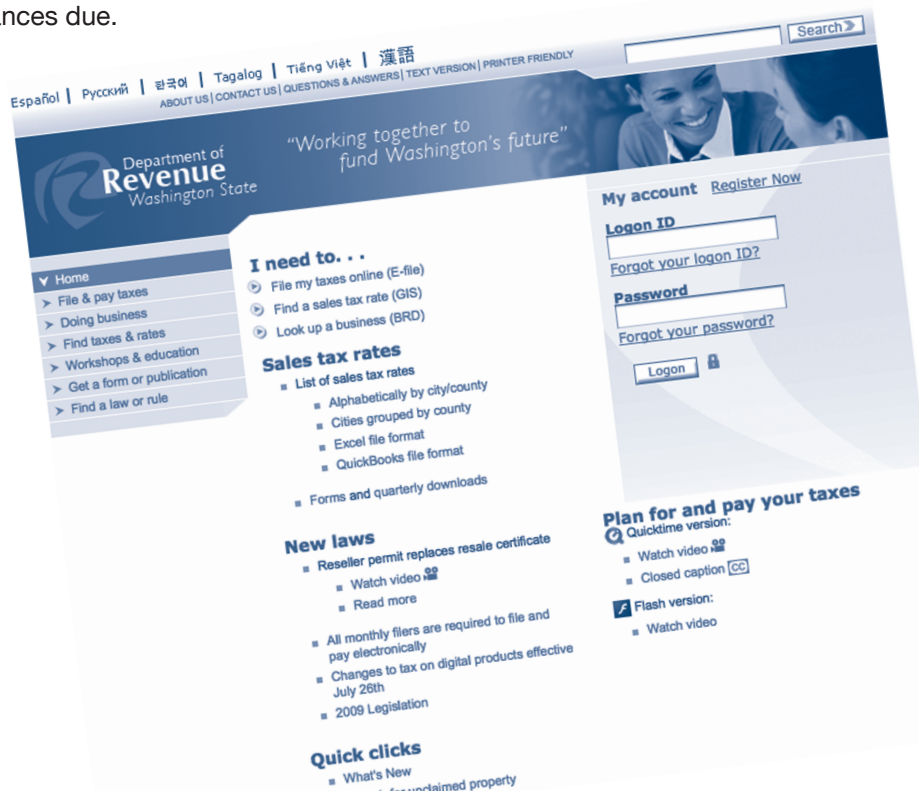 ances due.
Search
Español | Русский | 한국어 | Tagalog | Tiếng Việt | 漢語
ABOUT US | CONTACT US | QUESTIONS & ANSWERS | TEXT VERSION | PRINTER FRIENDLY
Department of
Revenue
Washington State
"Working together to
fund Washington's future"
Home
File & pay taxes
Doing business
Find taxes & rates
Workshops & education
Get a form or publication
Find a law or rule
I need to. . .
File my taxes online (E-file)
Find a sales tax rate (GIS)
Look up a business (BRD)
Sales tax rates
List of sales tax rates
Alphabetically by city/county
Cities grouped by county
Excel file format
QuickBooks file format
Forms and quarterly downloads
New laws
Reseller permit replaces resale certificate
Watch video
Read more
All monthly filers are required to file and
pay electronically
Changes to tax on digital products effective
July 26th
2009 Legislation
Quick clicks
What's New
for unclaimed property
My account Register Now
Logon ID
Forgot your logon ID?
Password
Forgot your password?
Logon
Plan for and pay your taxes
Quicktime version:
Watch video
Closed caption CC
Flash version:
Watch video